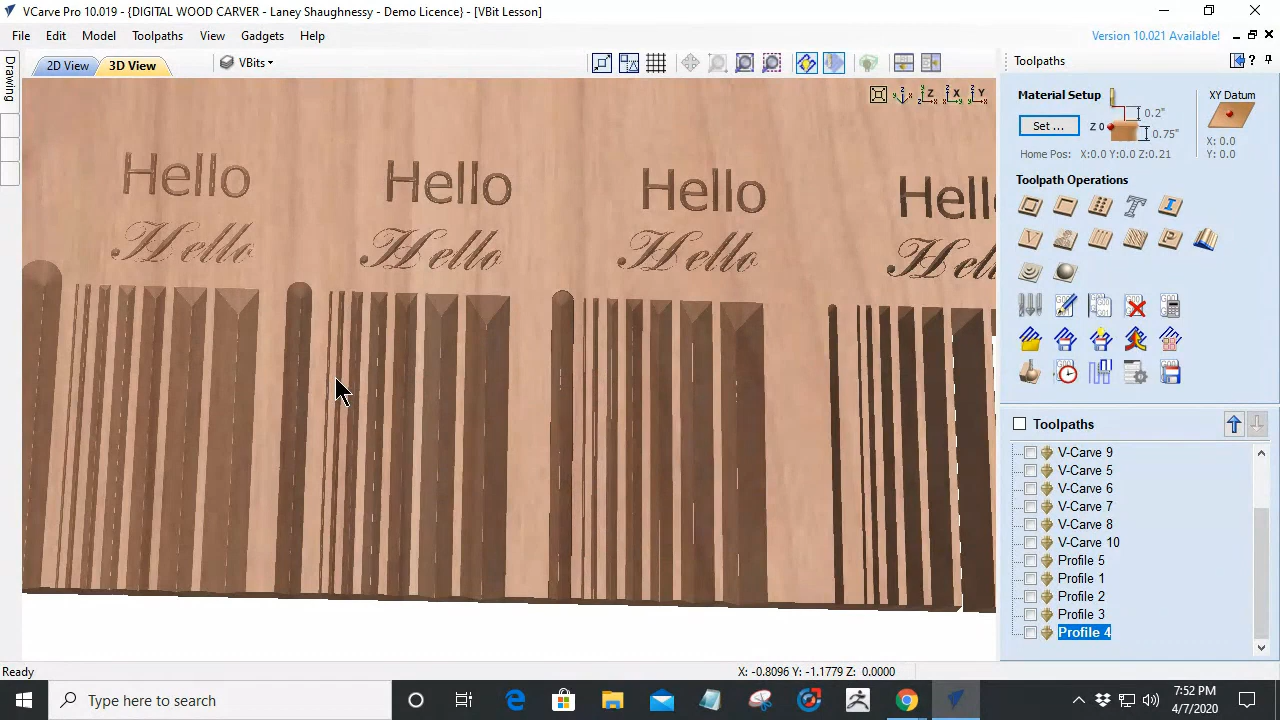 VCarve Pro 10.019 - {DIGITAL WOOD CARVER - Laney Shaughnessy - Demo Licence} - [VBit Lesson]
File Edit Model Toolpaths View Gadgets Help
Version 10.021 Available!
Drawing
2D View
3D View
VBits
Z X Y
Hello Hello Hello Hell
Hello Hello Hello Hell
Toolpaths
Material Setup
XY Datum
Set ...
Z 0
0.2"
0.75"
X: 0.0
Y: 0.0
Home Pos: X:0.0 Y:0.0 Z:0.21
Toolpath Operations
Toolpaths
V-Carve 9
V-Carve 5
V-Carve 6
V-Carve 7
V-Carve 8
V-Carve 10
Profile 5
Profile 1
Profile 2
Profile 3
Profile 4
Ready
X: -0.8096 Y: -1.1779 Z: 0.0000
Type here to search
7:52 PM
4/7/2020